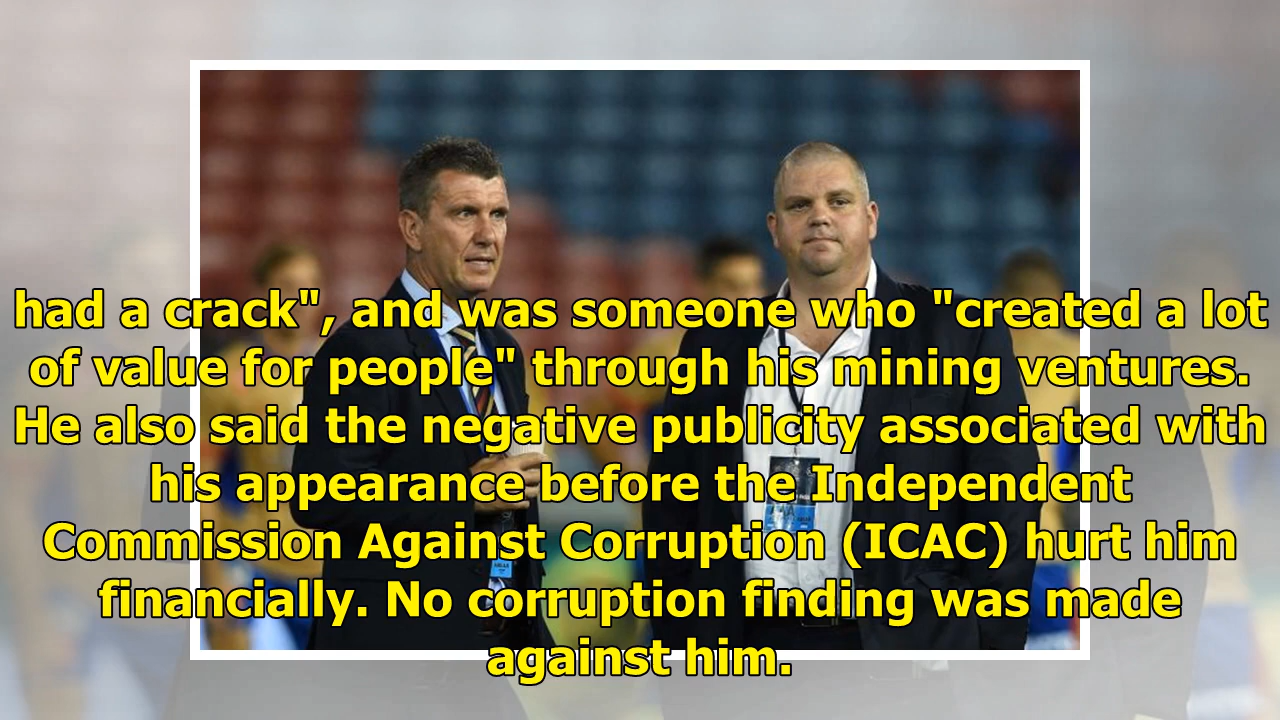 had a crack", and was someone who "created a lot
of value for people" through his mining ventures.
He also said the negative publicity associated with
his appearance before the Independent
Commission Against Corruption (ICAC) hurt him
financially. No corruption finding was made
against him.